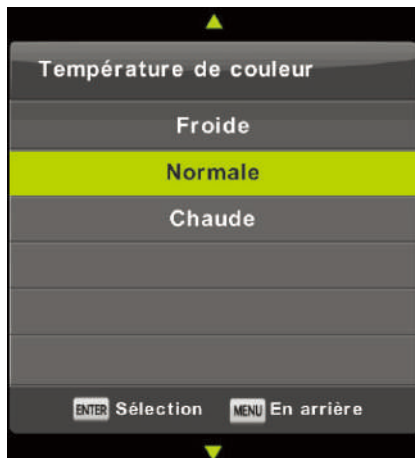 Température de couleur
Froide
Normale
Chaude
ENTER Sélection MENU En arrière